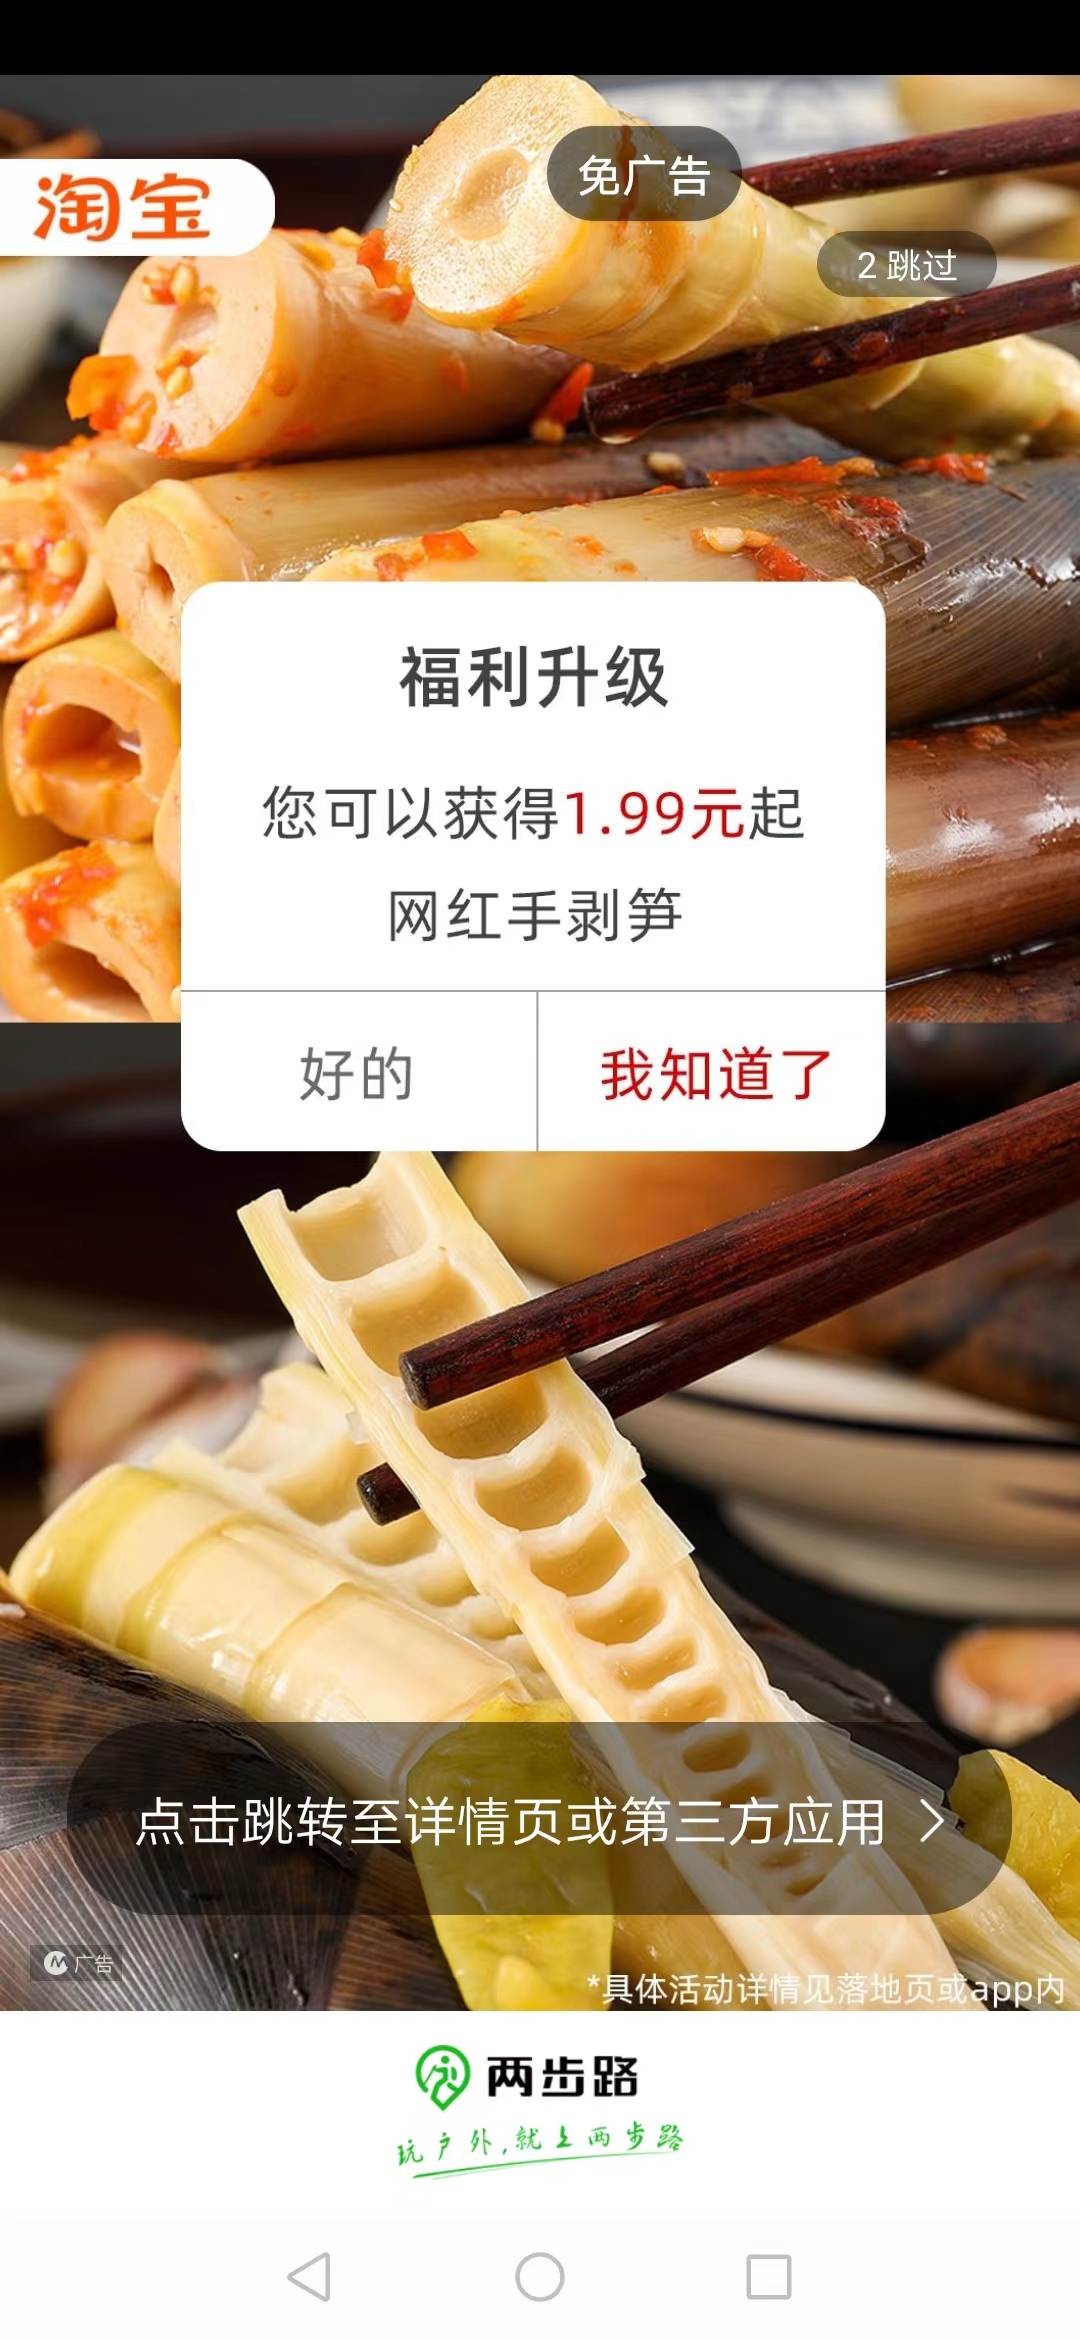 免广告
淘宝
2 跳过
福利升级
您可以获得1.99元起
网红手剥笋
好的
我知道了
点击跳转至详情页或第三方应用
广告
*具体活动详情见落地页或app内
两步路
玩户外,就上两步路